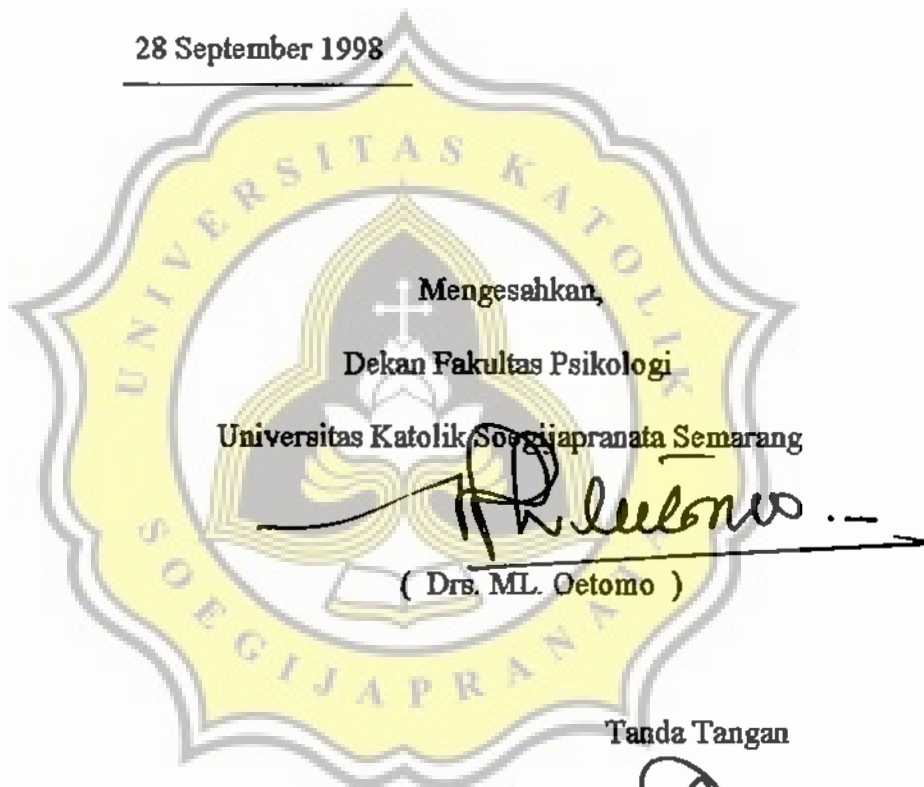 28 September 1998
UNIVERSITAS KATOLIK
Mengesahkan,
Dekan Fakultas Psikologi
Universitas Katolik Soegijapranata Semarang
( Drs. ML. Oetomo )
SOEGIJAPRANATA
Tanda Tangan